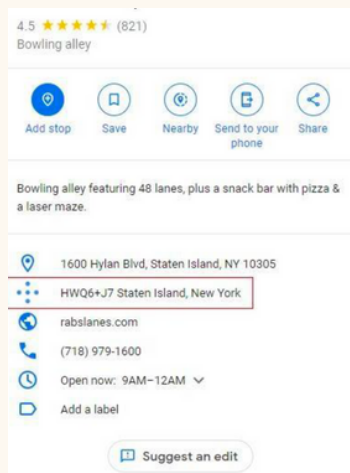 4.5 ★★★★★ (821)
Bowling alley
Add stop
Save
Nearby
Send to your
phone
Share
Bowling alley featuring 48 lanes, plus a snack bar with pizza &
a laser maze.
1600 Hylan Blvd, Staten Island, NY 10305
HWQ6+J7 Staten Island, New York
rabslanes.com
(718) 979-1600
Open now: 9AM–12AM
Add a label
Suggest an edit